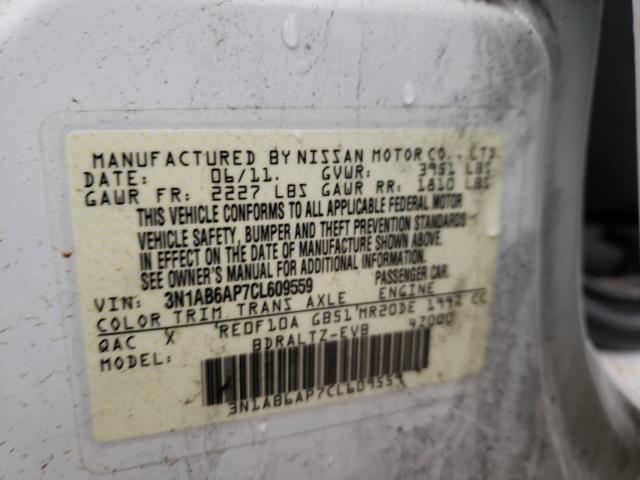 MANUFACTURED BY NISSAN MOTOR CO., LTD.
DATE: 06/11. GVWR: 3951 LBS
GAWR FR: 2227 LBS GAWR RR: 1810 LBS
THIS VEHICLE CONFORMS TO ALL APPLICABLE FEDERAL MOTOR
VEHICLE SAFETY, BUMPER AND THEFT PREVENTION STANDARDS
IN EFFECT ON THE DATE OF MANUFACTURE SHOWN ABOVE.
SEE OWNER'S MANUAL FOR ADDITIONAL INFORMATION.
VIN: 3N1AB6AP7CL609559 PASSENGER CAR
COLOR TRIM TRANS AXLE ENGINE
QAC X RE0F10A GB51 MR20DE 1992 CC
MODEL: BDRALTZ-EVB 42000
3N1AB6AP7CL609559